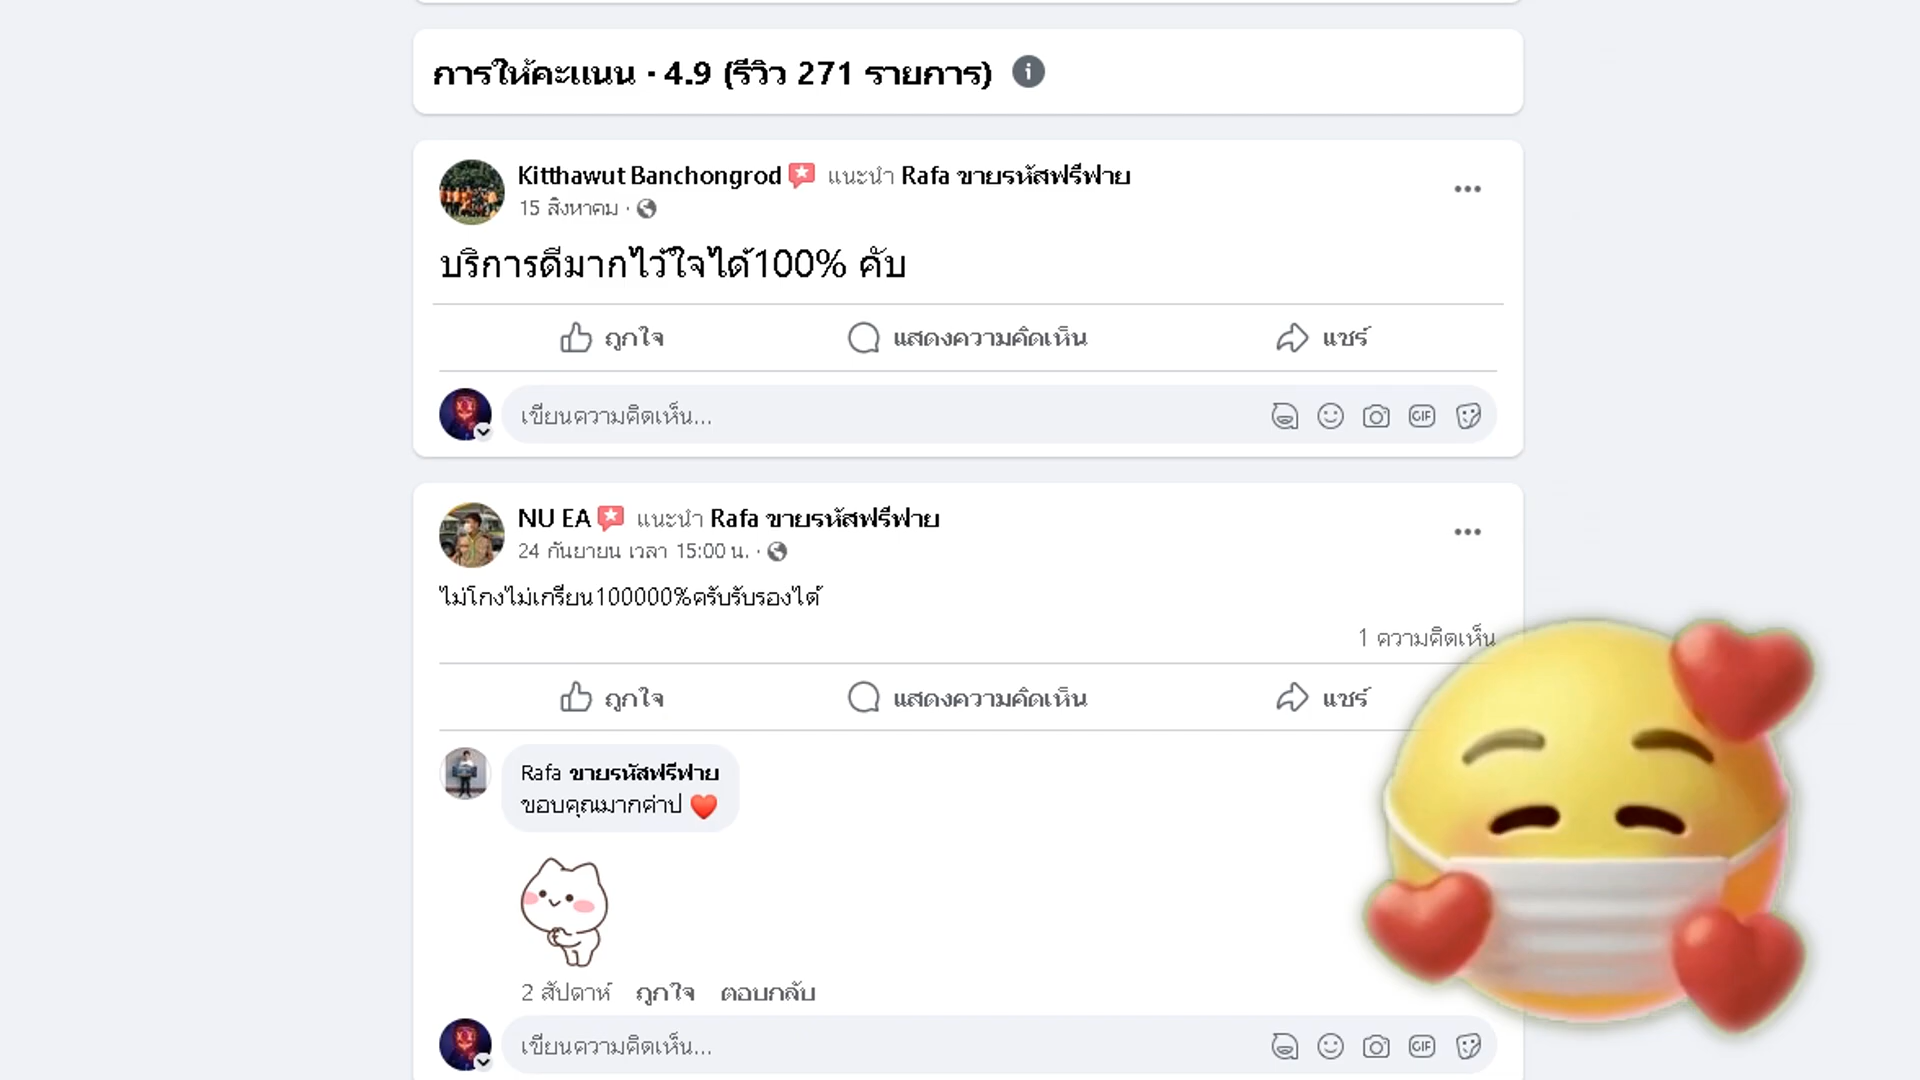 การให้คะแนน · 4.9 (รีวิว 271 รายการ)
Kitthawut Banchongrod แนะนำ Rafa ขายรหัสฟรีฟาย
15 สิงหาคม ·
บริการดีมากไว้ใจได้100% คับ
ถูกใจ แสดงความคิดเห็น แชร์
เขียนความคิดเห็น... GIF
NU EA แนะนำ Rafa ขายรหัสฟรีฟาย
24 กันยายน เวลา 15:00 น. ·
ไม่โกงไม่เกรียน100000%ครับรับรองได้
1 ความคิดเห็น
ถูกใจ แสดงความคิดเห็น แชร์
Rafa ขายรหัสฟรีฟาย
ขอบคุณมากค่าป ❤️
2 สัปดาห์ ถูกใจ ตอบกลับ
เขียนความคิดเห็น... GIF